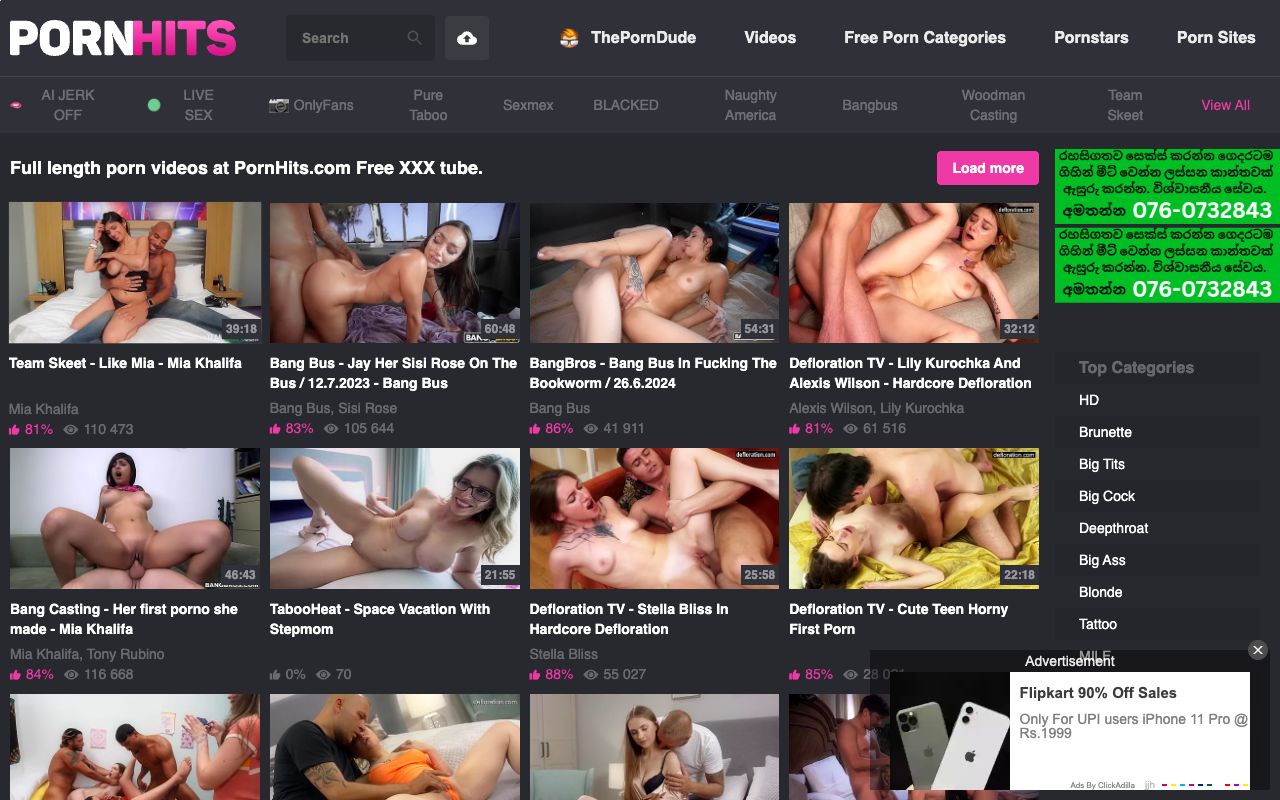 PORNHITS
Search
ThePornDude
Videos
Free Porn Categories
Pornstars
Porn Sites
AI JERK
OFF
LIVE
SEX
OnlyFans
Pure
Taboo
Sexmex
BLACKED
Naughty
America
Bangbus
Woodman
Casting
Team
Skeet
View All
Full length porn videos at PornHits.com Free XXX tube.
Load more
රහසිගතව සෙක්ස් කරන්න ගෙදරටම
ගිහින් මීට් වෙන්න ලස්සන කාන්තවක්
ඇසුරු කරන්න. විශ්වාසනීය සේවය.
අමතන්න 076-0732843
රහසිගතව සෙක්ස් කරන්න ගෙදරටම
ගිහින් මීට් වෙන්න ලස්සන කාන්තවක්
ඇසුරු කරන්න. විශ්වාසනීය සේවය.
අමතන්න 076-0732843
39:18
60:48
54:31
defloration.com
32:12
Team Skeet - Like Mia - Mia Khalifa
Mia Khalifa
81% 110 473
Bang Bus - Jay Her Sisi Rose On The
Bus / 12.7.2023 - Bang Bus
Bang Bus, Sisi Rose
83% 105 644
BangBros - Bang Bus In Fucking The
Bookworm / 26.6.2024
Bang Bus
86% 41 911
Defloration TV - Lily Kurochka And
Alexis Wilson - Hardcore Defloration
Alexis Wilson, Lily Kurochka
81% 61 516
46:43
21:55
defloration.com
25:58
defloration.com
22:18
Bang Casting - Her first porno she
made - Mia Khalifa
Mia Khalifa, Tony Rubino
84% 116 668
TabooHeat - Space Vacation With
Stepmom
0% 70
Defloration TV - Stella Bliss In
Hardcore Defloration
Stella Bliss
88% 55 027
Defloration TV - Cute Teen Horny
First Porn
85%
defloration.com
Top Categories
HD
Brunette
Big Tits
Big Cock
Deepthroat
Big Ass
Blonde
Tattoo
MILF
Advertisement
Flipkart 90% Off Sales
Only For UPI users iPhone 11 Pro @
Rs.1999
Ads By ClickAdilla